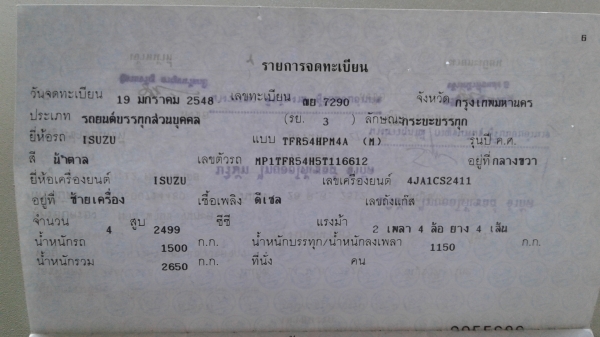 6
รายการจดทะเบียน
วันจดทะเบียน 19 มกราคม 2548 เลขทะเบียน ฒย 7290 จังหวัด กรุงเทพมหานคร
ประเภท รถยนต์บรรทุกส่วนบุคคล (รย. 3 ) ลักษณะ กระบะบรรทุก
ยี่ห้อรถ ISUZU แบบ TFR54HPM4A (M) รุ่นปี ค.ศ.
สี น้ำตาล เลขตัวรถ MP1TFR54H5T116612 อยู่ที่ กลางขวา
ยี่ห้อเครื่องยนต์ ISUZU เลขเครื่องยนต์ 4JA1CS2411
อยู่ที่ ซ้ายเครื่อง เชื้อเพลิง ดีเซล เลขถังแก๊ส
จำนวน 4 สูบ 2499 ซีซี แรงม้า 2 เพลา 4 ล้อ ยาง 4 เส้น
น้ำหนักรถ 1500 ก.ก. น้ำหนักบรรทุก/น้ำหนักลงเพลา 1150 ก.ก.
น้ำหนักรวม 2650 ก.ก. ที่นั่ง คน